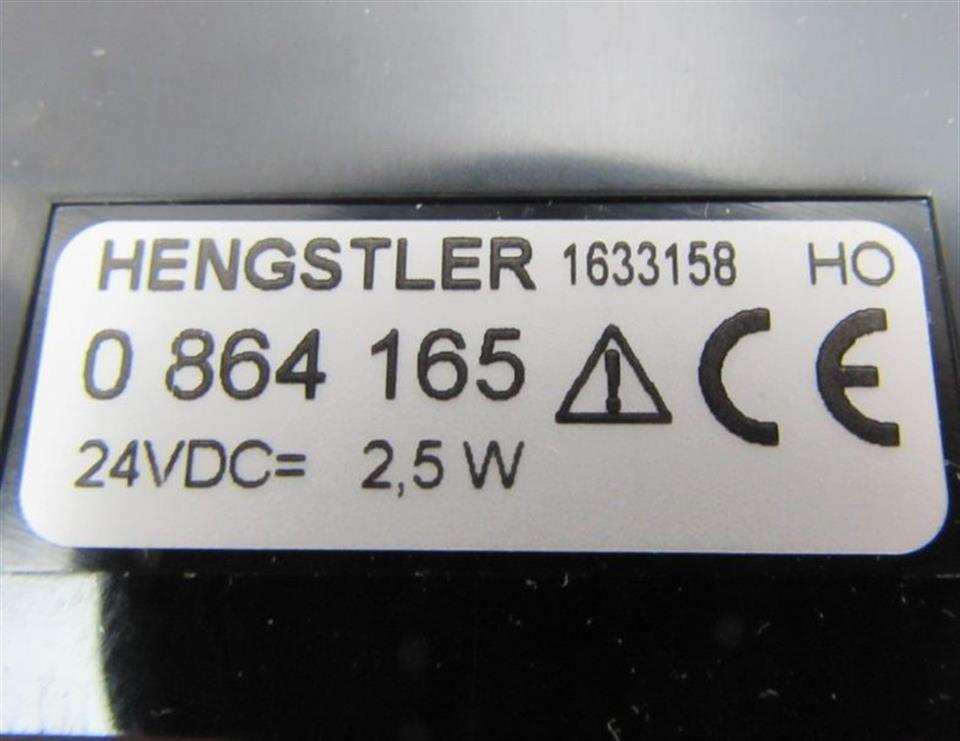 HENGSTLER 1633158 HO
0 864 165 CE
24VDC= 2,5 W